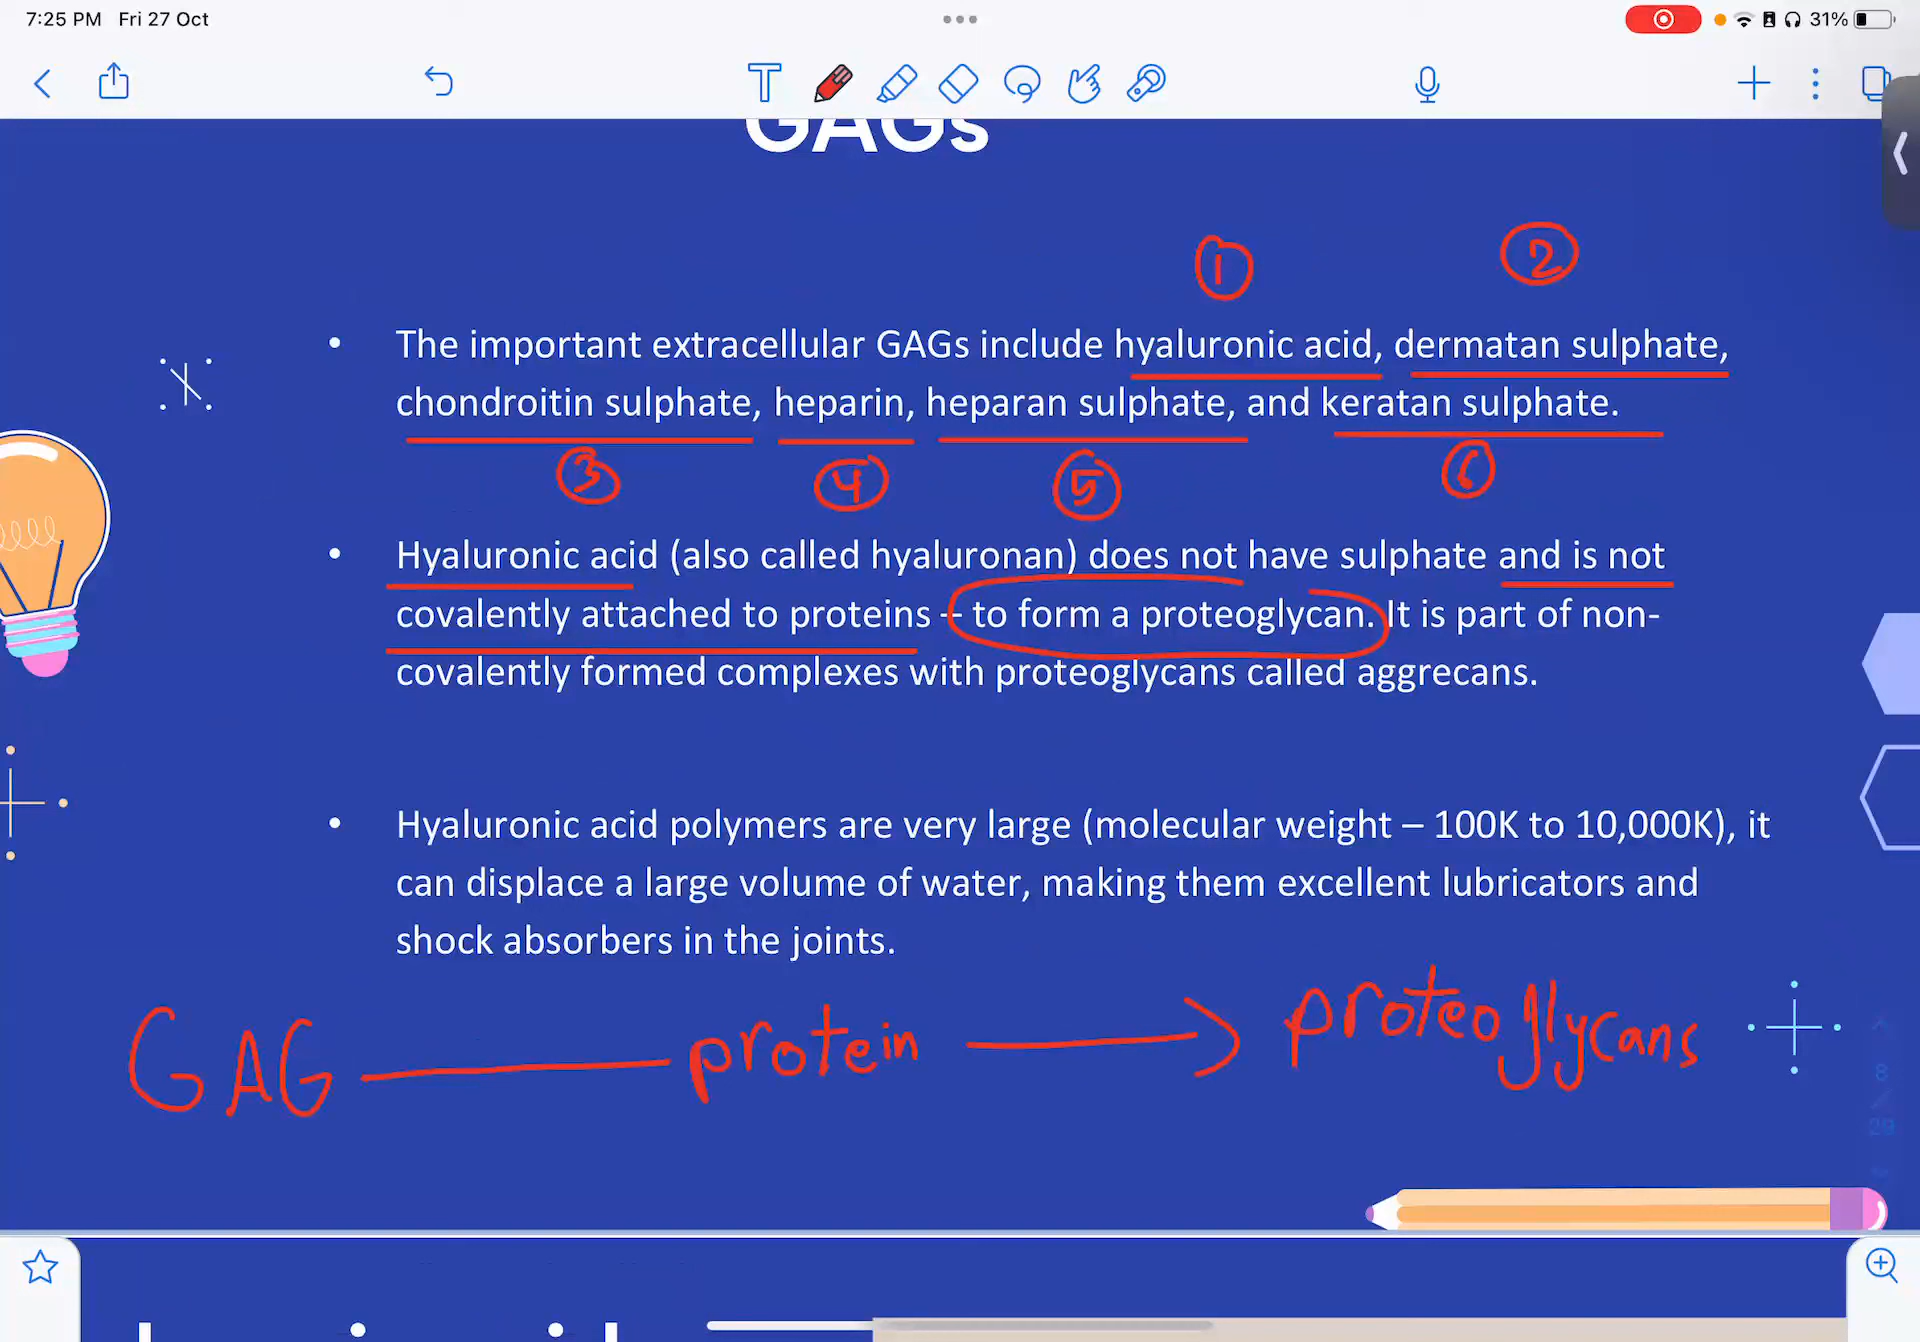 7:25 PM Fri 27 Oct
31%
T
GAGs
1
2
• The important extracellular GAGs include hyaluronic acid, dermatan sulphate,
chondroitin sulphate, heparin, heparan sulphate, and keratan sulphate.
3
4
5
6
• Hyaluronic acid (also called hyaluronan) does not have sulphate and is not
covalently attached to proteins – to form a proteoglycan. It is part of non-
covalently formed complexes with proteoglycans called aggrecans.
• Hyaluronic acid polymers are very large (molecular weight – 100K to 10,000K), it
can displace a large volume of water, making them excellent lubricators and
shock absorbers in the joints.
GAG protein proteoglycans
8
/
29